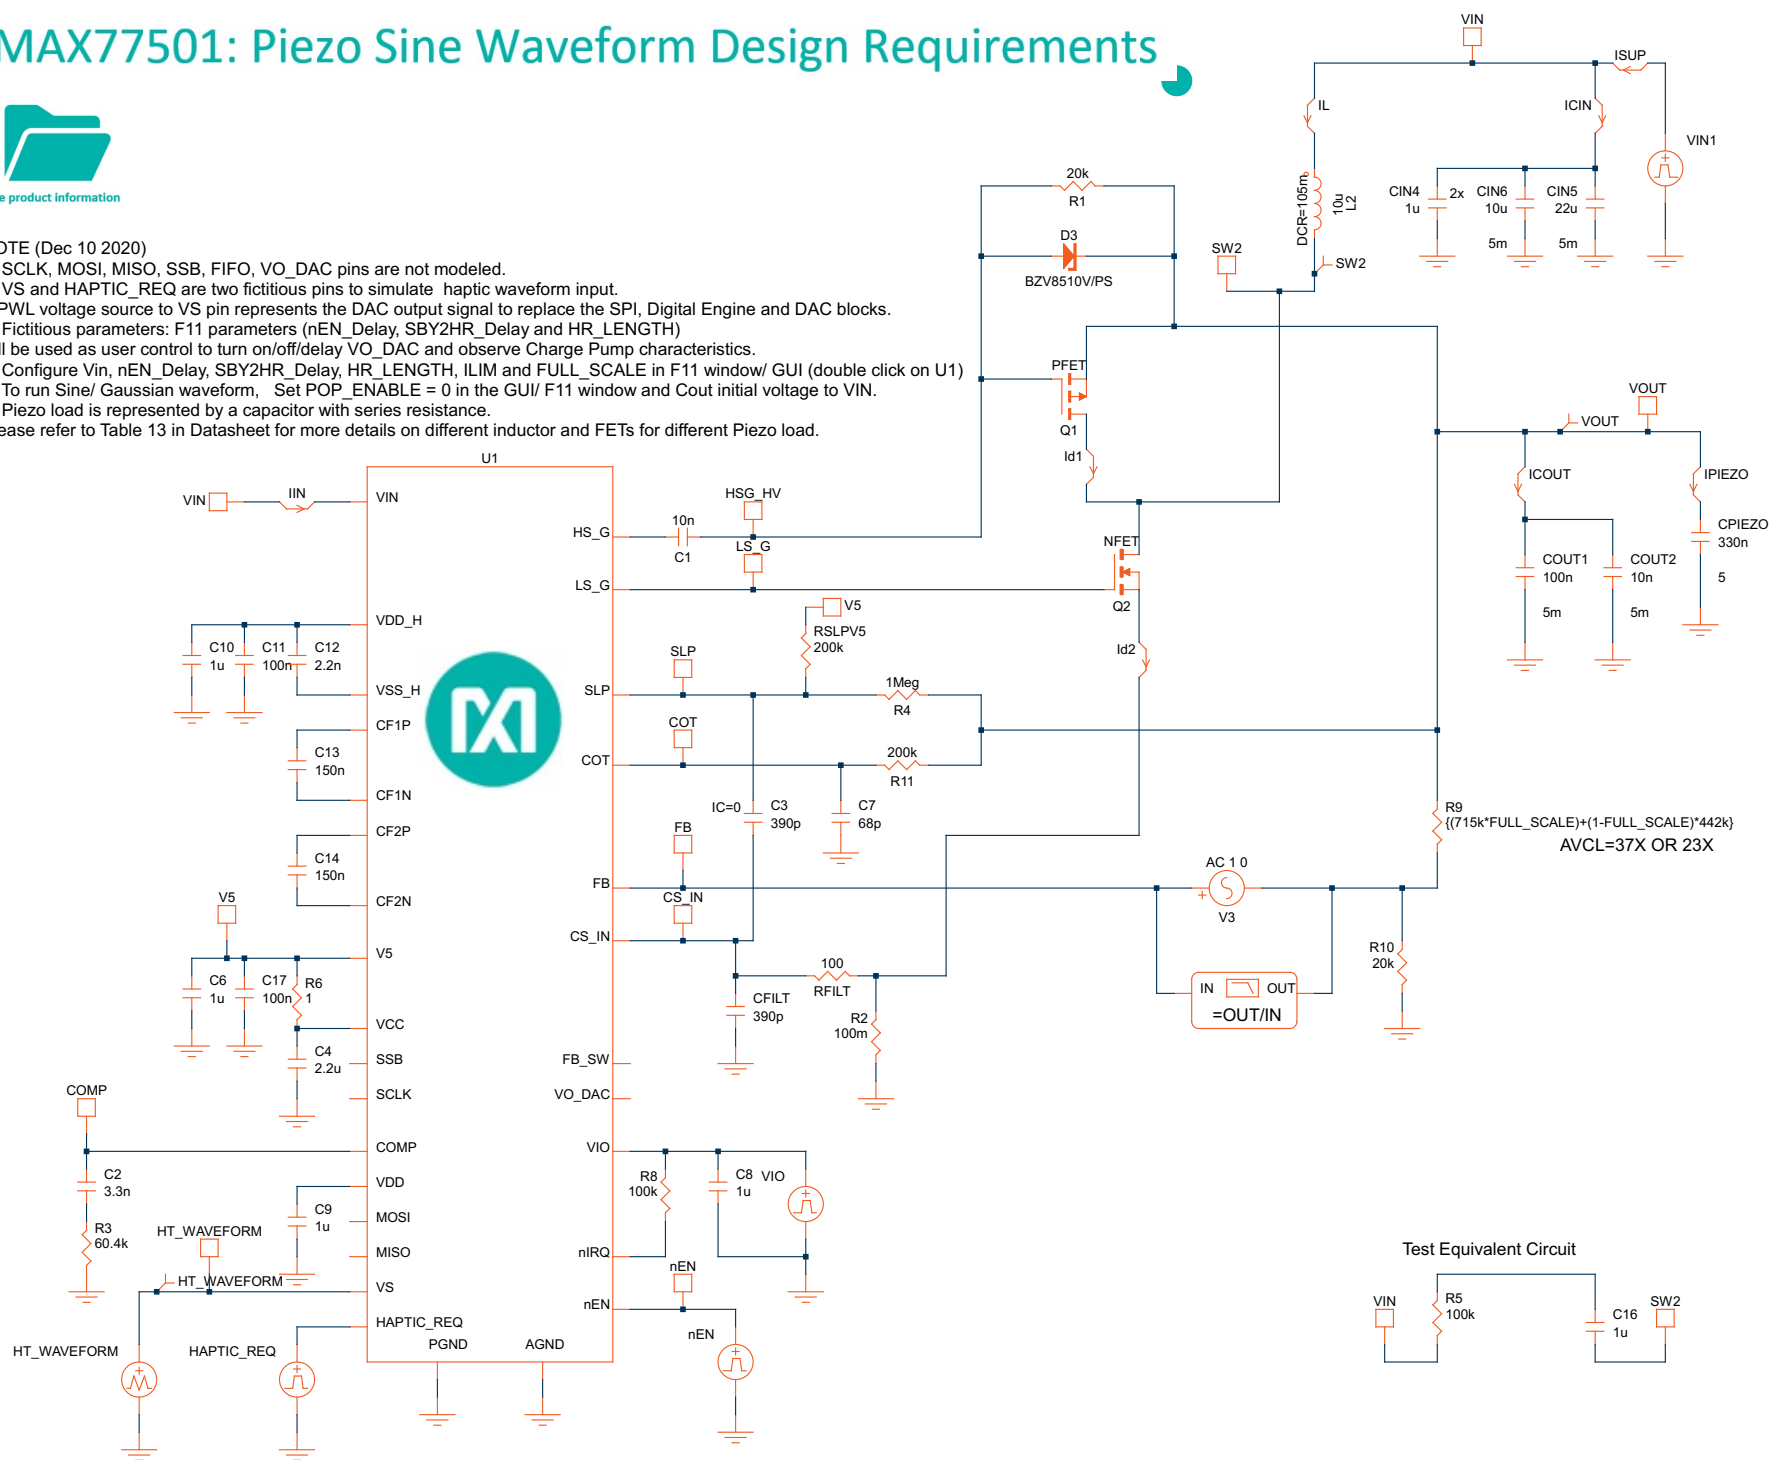 MAX77501: Piezo Sine Waveform Design Requirements
e product information
OTE (Dec 10 2020)
SCLK, MOSI, MISO, SSB, FIFO, VO_DAC pins are not modeled.
VS and HAPTIC_REQ are two fictitious pins to simulate haptic waveform input.
PWL voltage source to VS pin represents the DAC output signal to replace the SPI, Digital Engine and DAC blocks.
Fictitious parameters: F11 parameters (nEN_Delay, SBY2HR_Delay and HR_LENGTH)
ll be used as user control to turn on/off/delay VO_DAC and observe Charge Pump characteristics.
Configure Vin, nEN_Delay, SBY2HR_Delay, HR_LENGTH, ILIM and FULL_SCALE in F11 window/ GUI (double click on U1)
To run Sine/ Gaussian waveform, Set POP_ENABLE = 0 in the GUI/ F11 window and Cout initial voltage to VIN.
Piezo load is represented by a capacitor with series resistance.
ease refer to Table 13 in Datasheet for more details on different inductor and FETs for different Piezo load.
VIN
ISUP
IL
ICIN
VIN1
DCR=105m
10u
L2
CIN4
1u
2x
CIN6
10u
5m
CIN5
22u
5m
SW2
SW2
20k
R1
D3
BZV8510V/PS
PFET
Q1
Id1
NFET
Q2
Id2
VOUT
VOUT
ICOUT
IPIEZO
COUT1
100n
5m
COUT2
10n
5m
CPIEZO
330n
5
U1
VIN
IIN
VIN
HS_G
10n
C1
HSG_HV
LS_G
LS_G
VDD_H
C10
1u
C11
100n
C12
2.2n
VSS_H
CF1P
C13
150n
CF1N
CF2P
C14
150n
CF2N
V5
V5
C6
1u
C17
100n
R6
1
VCC
C4
2.2u
SSB
SCLK
COMP
COMP
C2
3.3n
R3
60.4k
VDD
C9
1u
MOSI
MISO
HT_WAVEFORM
HT_WAVEFORM
VS
HAPTIC_REQ
HT_WAVEFORM
HAPTIC_REQ
PGND
AGND
V5
RSLPV5
200k
SLP
SLP
1Meg
R4
COT
COT
200k
R11
IC=0
C3
390p
C7
68p
FB
FB
CS_IN
CS_IN
100
RFILT
CFILT
390p
R2
100m
FB_SW
VO_DAC
VIO
R8
100k
C8
1u
VIO
nIRQ
nEN
nEN
nEN
R9
{(715k*FULL_SCALE)+(1-FULL_SCALE)*442k}
AVCL=37X OR 23X
AC 1 0
V3
IN
OUT
=OUT/IN
R10
20k
Test Equivalent Circuit
VIN
R5
100k
C16
1u
SW2